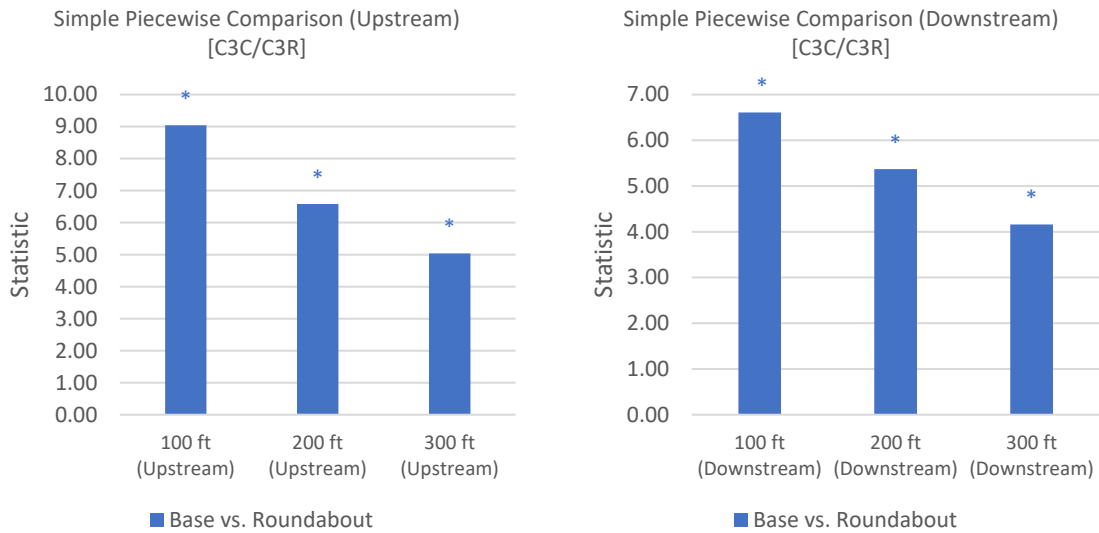 Simple Piecewise Comparison (Upstream)
[C3C/C3R]
Statistic
10.00
9.00
8.00
7.00
6.00
5.00
4.00
3.00
2.00
1.00
0.00
*
*
*
100 ft
(Upstream)
200 ft
(Upstream)
300 ft
(Upstream)
Base vs. Roundabout
Simple Piecewise Comparison (Downstream)
[C3C/C3R]
Statistic
7.00
6.00
5.00
4.00
3.00
2.00
1.00
0.00
*
*
*
100 ft
(Downstream)
200 ft
(Downstream)
300 ft
(Downstream)
Base vs. Roundabout